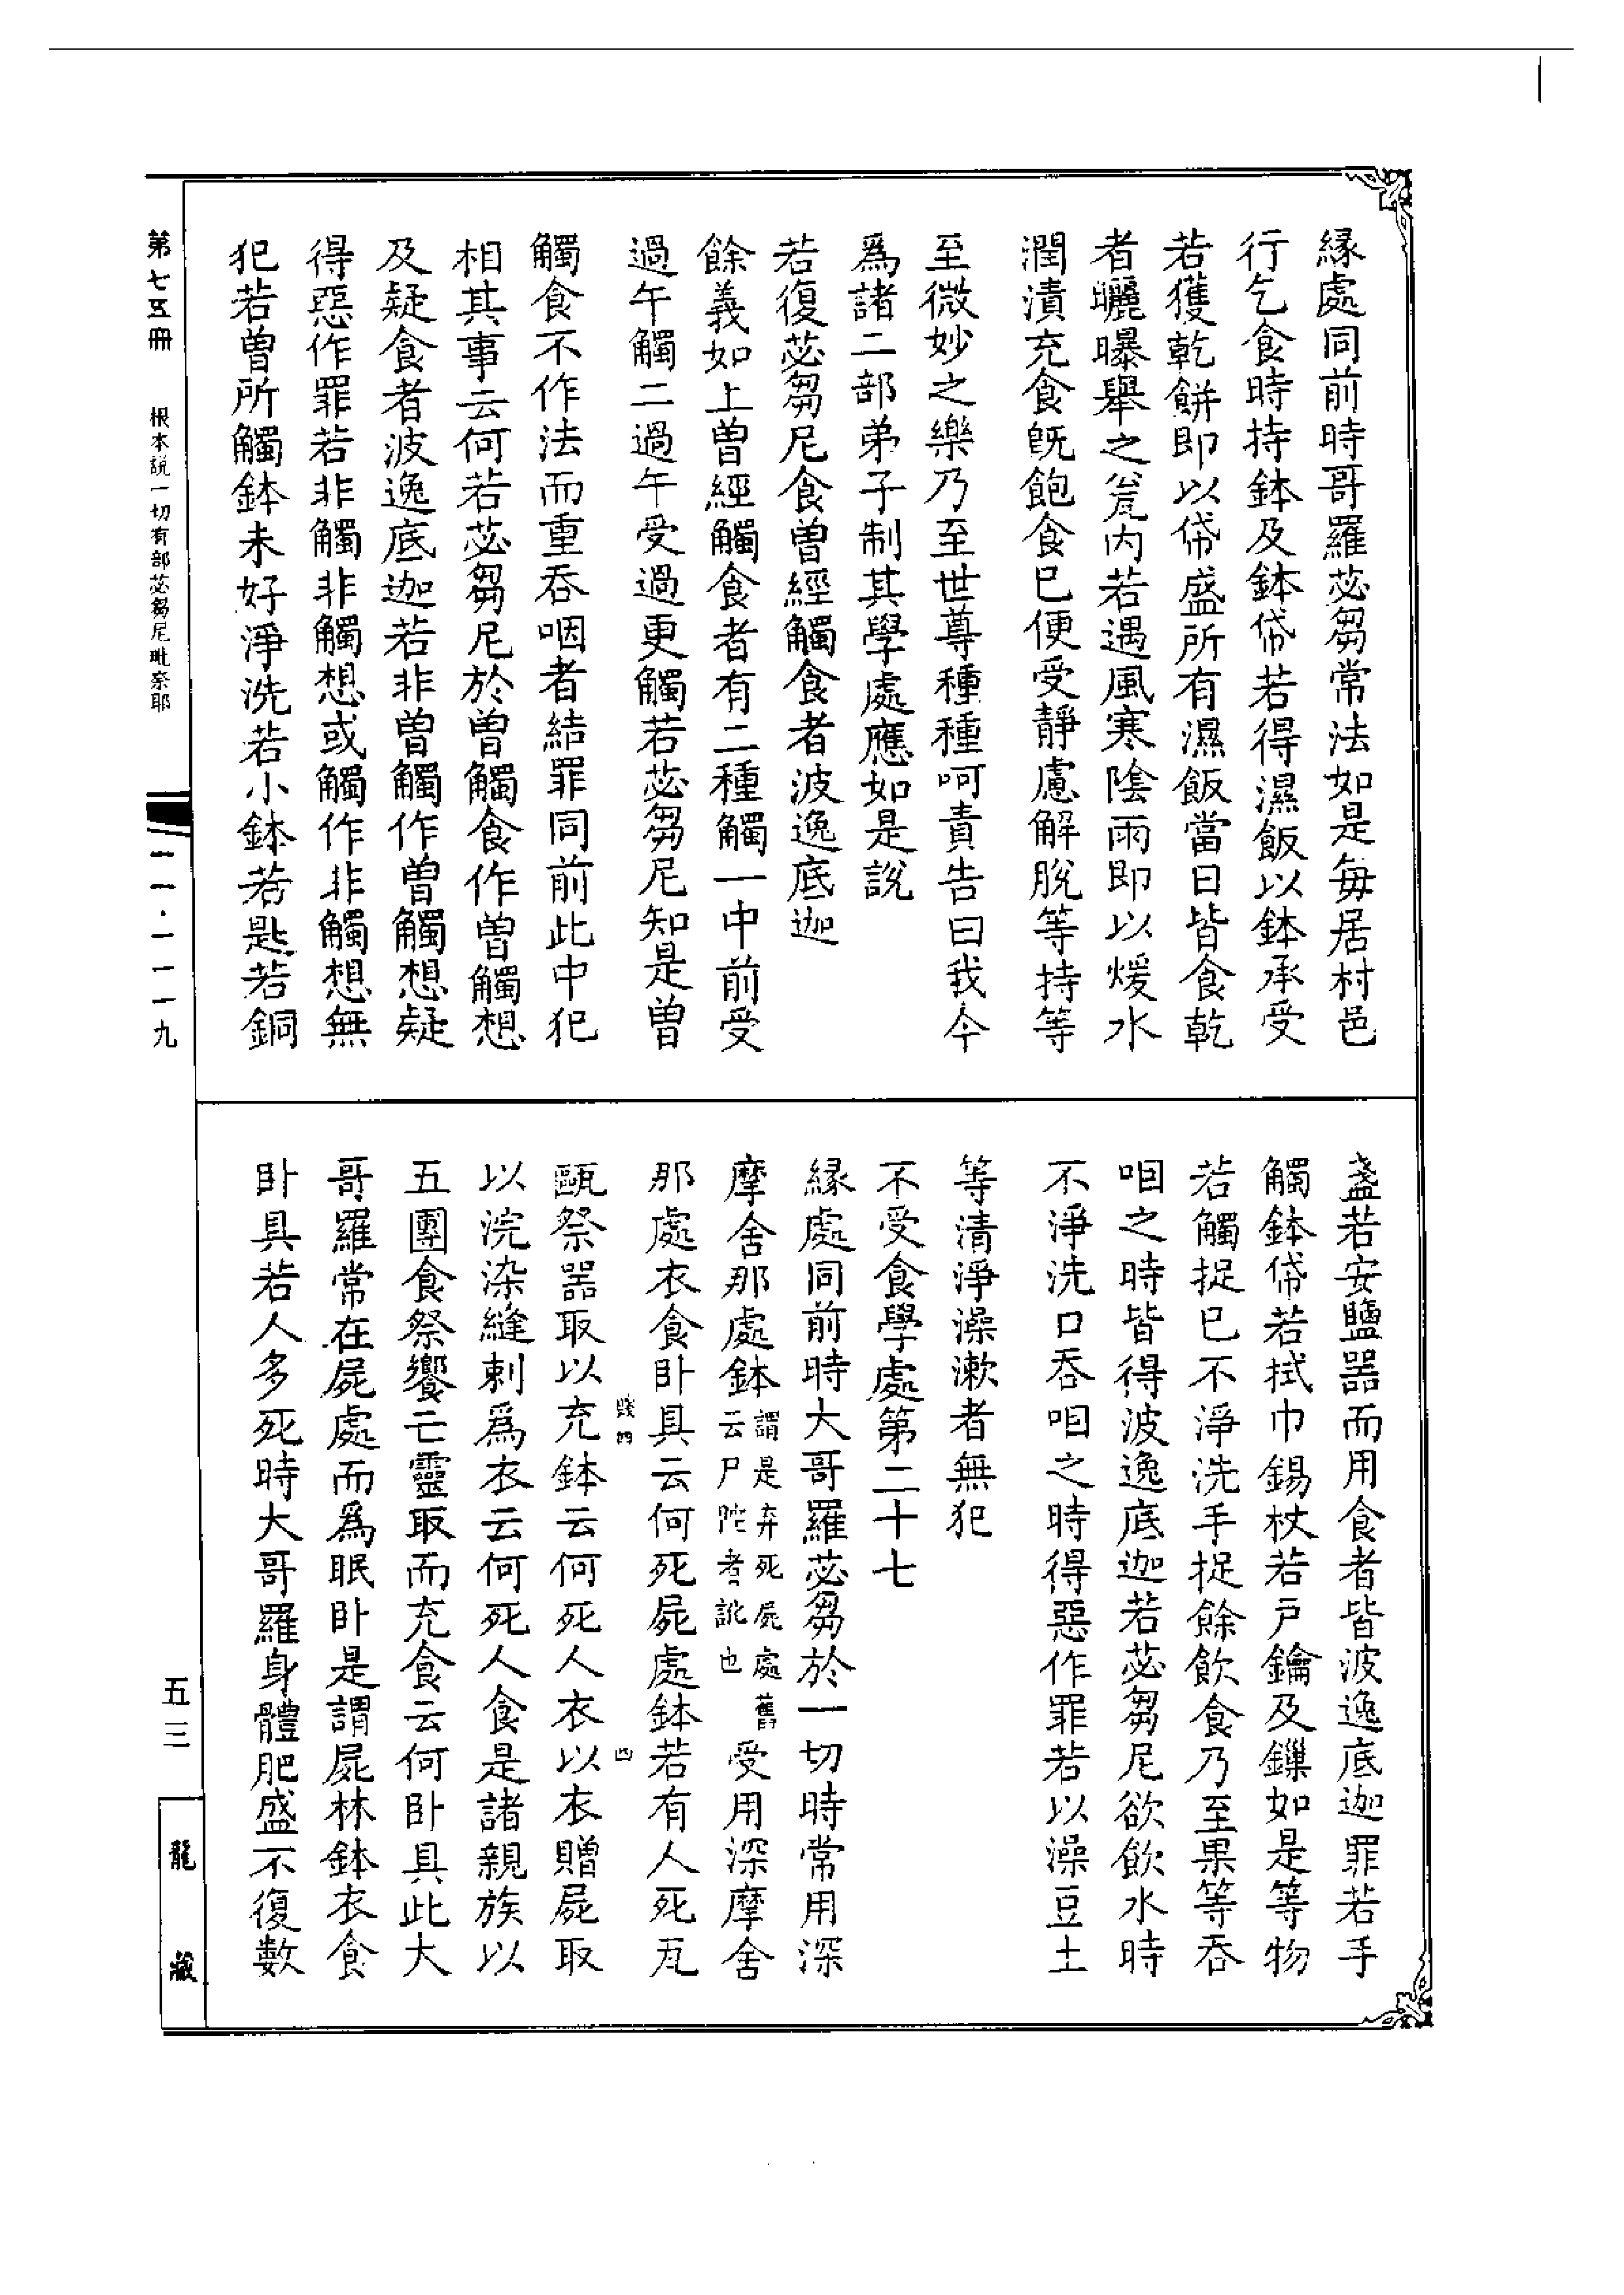 緣處同前時哥羅苾芻常法如是每居村邑
行乞食時持鉢及鉢帒若得濕飯以鉢承受
若獲乾餅即以帒盛所有濕飯當日皆食乾
者曬曝舉之瓮內若遇風寒陰雨即以煖水
潤漬充食既飽食已便受靜慮解脫等持等
至微妙之樂乃至世尊種種呵責告曰我今
爲諸二部弟子制其學處應如是說
若復苾芻尼食曾經觸食者波逸底迦
餘義如上曾經觸食者有二種觸一中前受
過午觸二過午受過更觸若苾芻尼知是曾
觸食不作法而重吞咽者結罪同前此中犯
相其事云何若苾芻尼於曾觸食作曾觸想
及疑食者波逸底迦若非曾觸作曾觸想疑
得惡作罪若非觸非觸想或觸作非觸想無
犯若曾所觸鉢未好淨洗若小鉢若匙若銅
盞若安鹽器而用食者皆波逸底迦罪若手
觸鉢帒若拭巾錫杖若戶鑰及鏁如是等物
若觸捉已不淨洗手捉餘飲食乃至果等吞
咽之時皆得波逸底迦若苾芻尼欲飲水時
不淨洗口吞咽之時得惡作罪若以澡豆土
等清淨澡漱者無犯
不受食學處第二十七
緣處同前時大哥羅苾芻於一切時常用深
摩舍那處鉢謂是弃死屍處舊云尸陀者訛也受用深摩舍
那處衣食卧具云何死屍處鉢若有人死瓦
甌祭器取以充鉢云何死人衣以衣贈屍取
以浣染縫刺爲衣云何死人食是諸親族以
五團食祭饗亡靈取而充食云何卧具此大
哥羅常在屍處而爲眠卧是謂屍林鉢衣食
卧具若人多死時大哥羅身體肥盛不復數
第七五冊
根本說一切有部苾芻尼毗奈耶
一一·一一一九
五三
龍藏